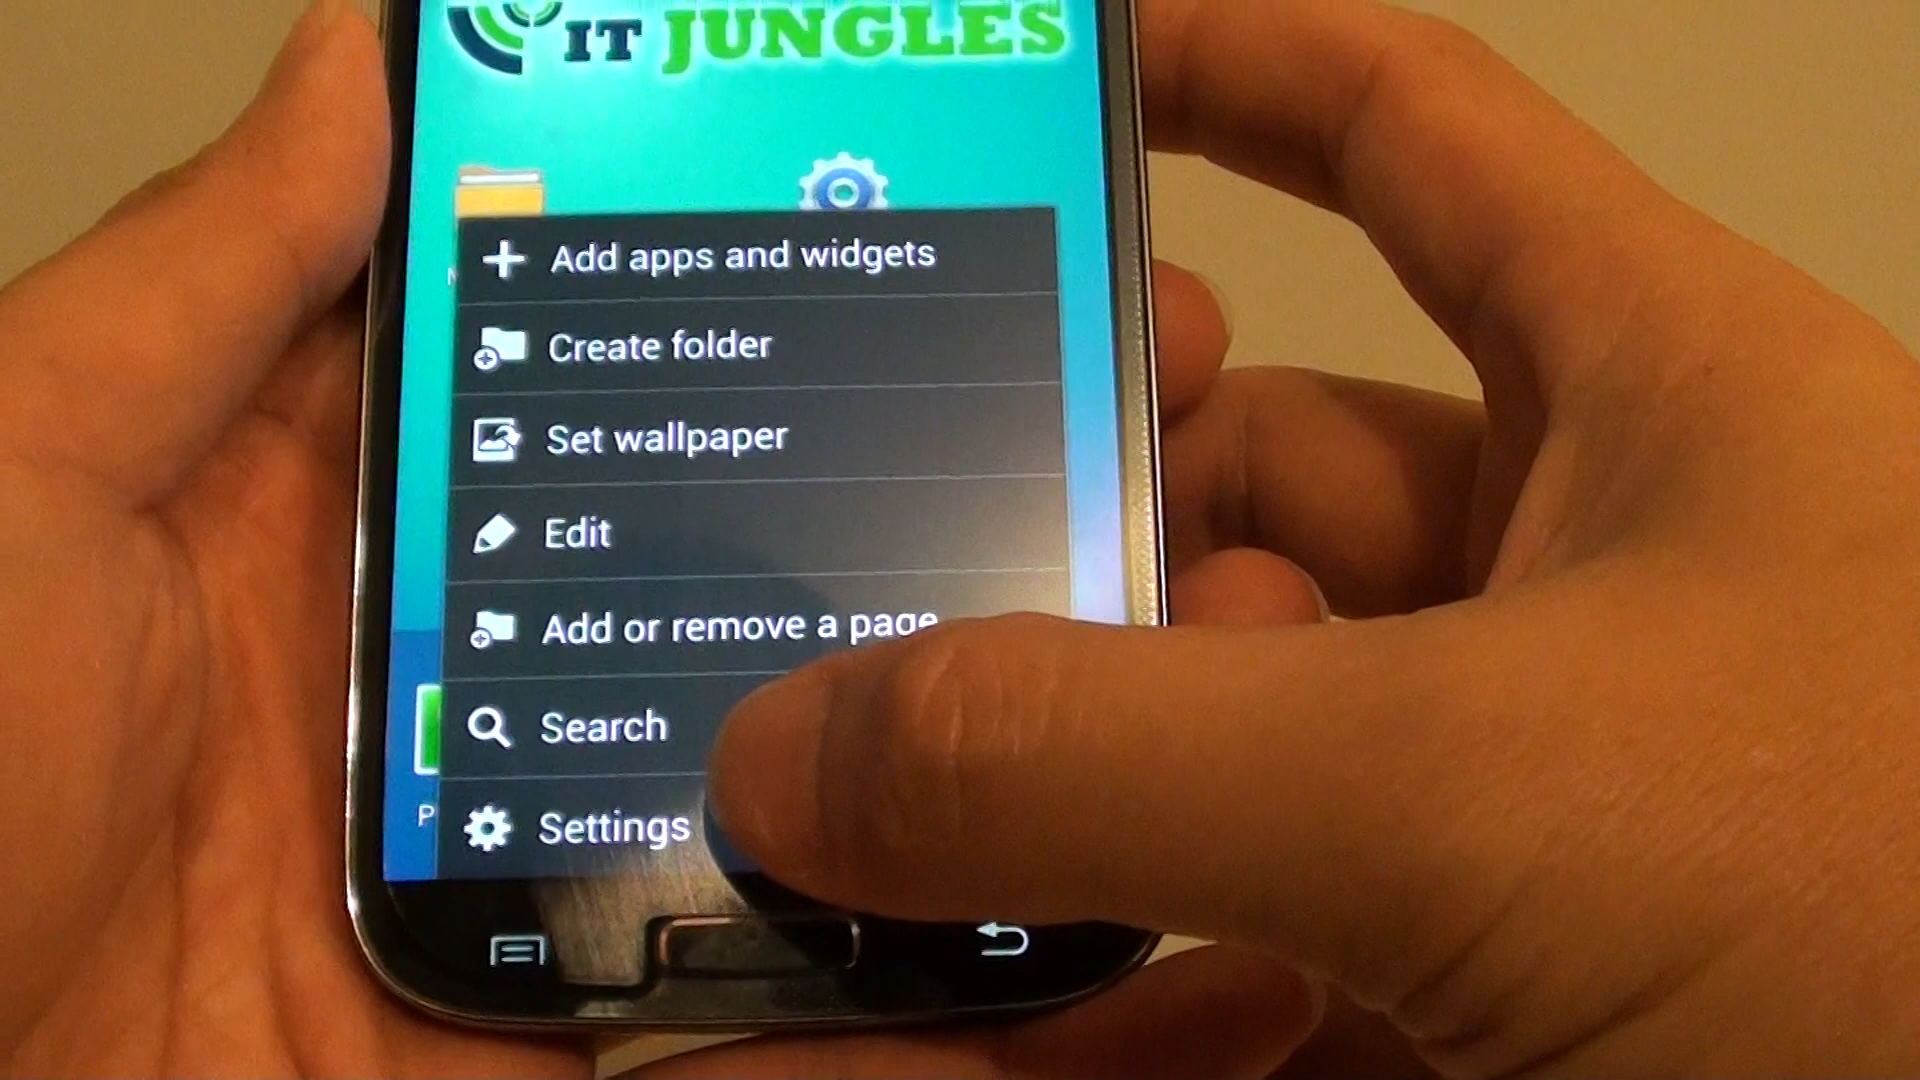 IT JUNGLES
Add apps and widgets
Create folder
Set wallpaper
Edit
Add or remove a page
Search
Settings
P